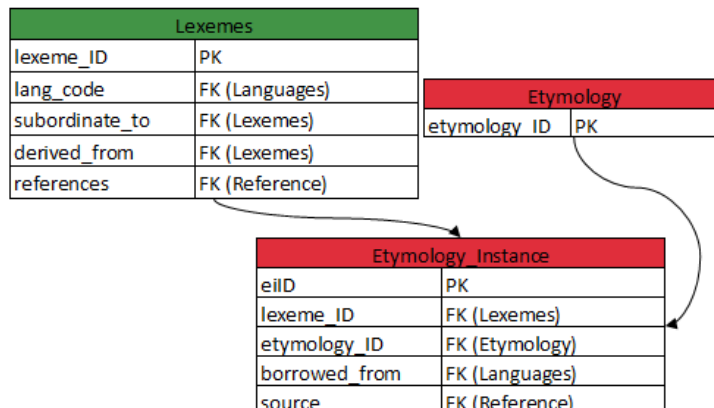 Lexemes
lexeme_ID PK
lang_code FK (Languages)
subordinate_to FK (Lexemes)
derived_from FK (Lexemes)
references FK (Reference)
Etymology
etymology_ID PK
Etymology_Instance
eiID PK
lexeme_ID FK (Lexemes)
etymology_ID FK (Etymology)
borrowed_from FK (Languages)
source FK (Reference)